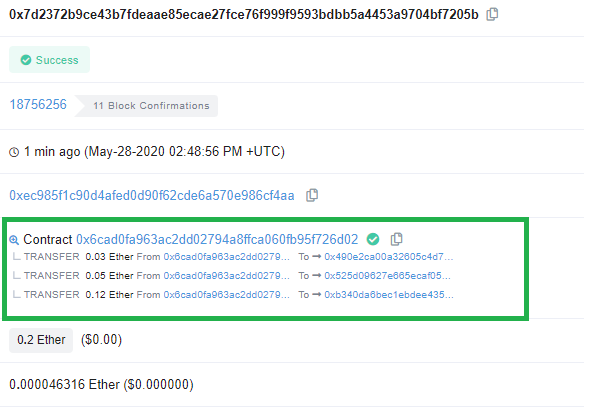 0x7d2372b9ce43b7fdeaae85ecae27fce76f999f9593bdbb5a4453a9704bf7205b
Success
18756256 11 Block Confirmations
1 min ago (May-28-2020 02:48:56 PM +UTC)
0xec985f1c90d4afed0d90f62cde6a570e986cf4aa
Contract 0x6cad0fa963ac2dd02794a8ffca060fb95f726d02
TRANSFER 0.03 Ether From 0x6cad0fa963ac2dd0279... To → 0x490e2ca00a32605c4d7...
TRANSFER 0.05 Ether From 0x6cad0fa963ac2dd0279... To → 0x525d09627e665ecaf05...
TRANSFER 0.12 Ether From 0x6cad0fa963ac2dd0279... To → 0xb340da6bec1ebdee435...
0.2 Ether ($0.00)
0.000046316 Ether ($0.000000)